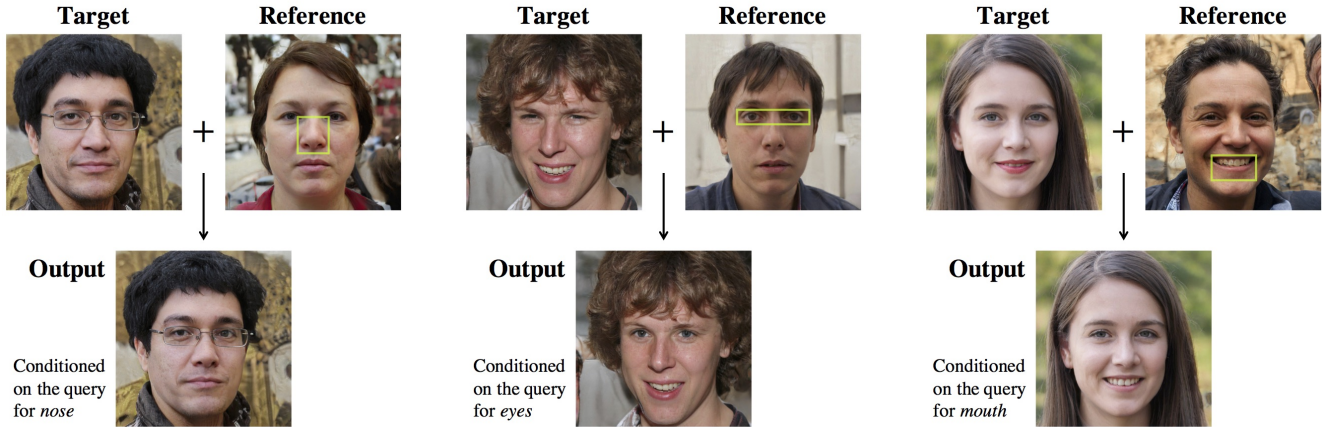 Target Reference Target Reference Target Reference
+ + +
Output Output Output
Conditioned
on the query
for nose
Conditioned
on the query
for eyes
Conditioned
on the query
for mouth